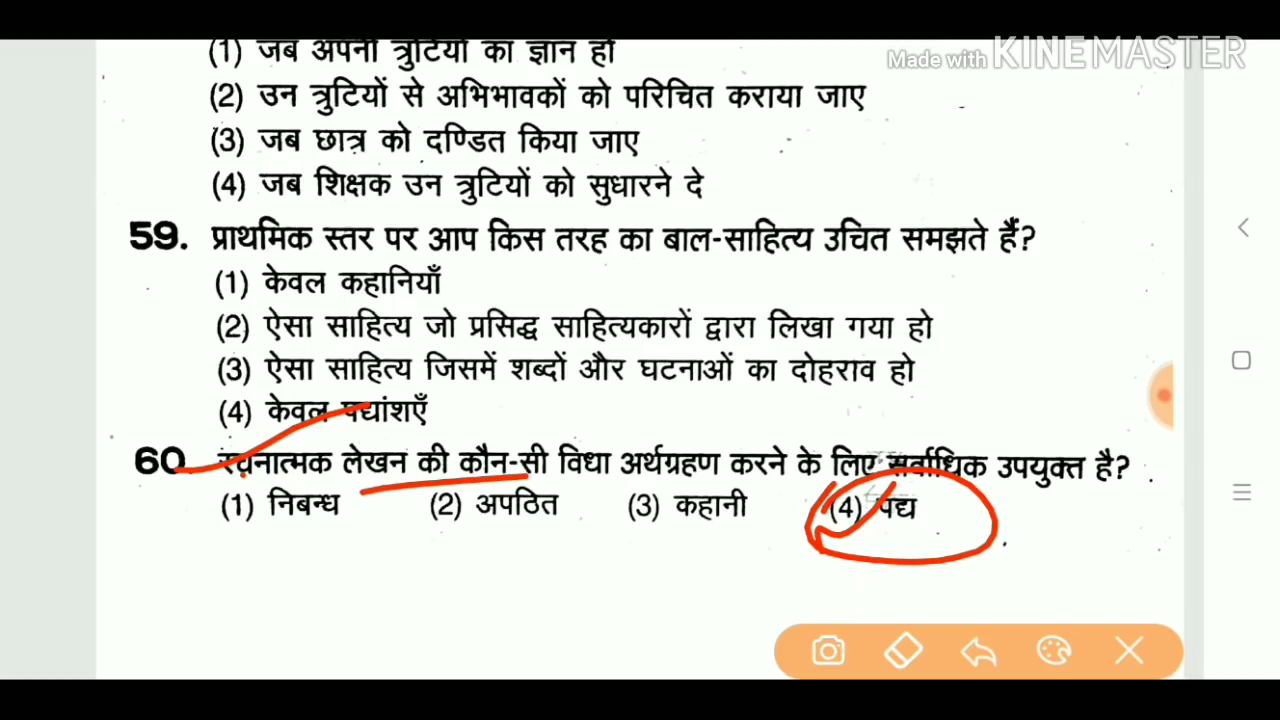 (1) जब अपनी त्रुटियों का ज्ञान हो
Made with KINEMASTER
(2) उन त्रुटियों से अभिभावकों को परिचित कराया जाए
(3) जब छात्र को दण्डित किया जाए
(4) जब शिक्षक उन त्रुटियों को सुधारने दे
59. प्राथमिक स्तर पर आप किस तरह का बाल-साहित्य उचित समझते हैं?
(1) केवल कहानियाँ
(2) ऐसा साहित्य जो प्रसिद्ध साहित्यकारों द्वारा लिखा गया हो
(3) ऐसा साहित्य जिसमें शब्दों और घटनाओं का दोहराव हो
(4) केवल पद्यांशएँ
60. रचनात्मक लेखन की कौन-सी विधा अर्थग्रहण करने के लिए सर्वाधिक उपयुक्त है?
(1) निबन्ध (2) अपठित (3) कहानी (4) पद्य